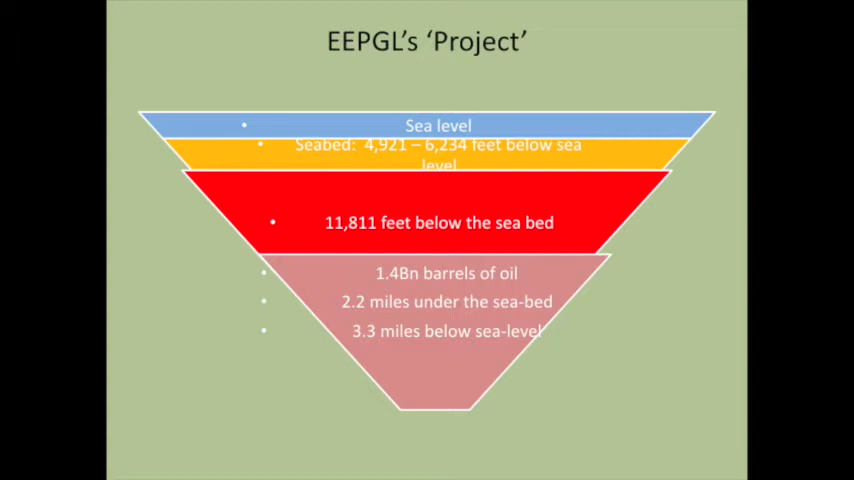 EEPGL’s ‘Project’
• Sea level
• Seabed: 4,921 – 6,234 feet below sea
level
• 11,811 feet below the sea bed
• 1.4Bn barrels of oil
• 2.2 miles under the sea-bed
• 3.3 miles below sea-level